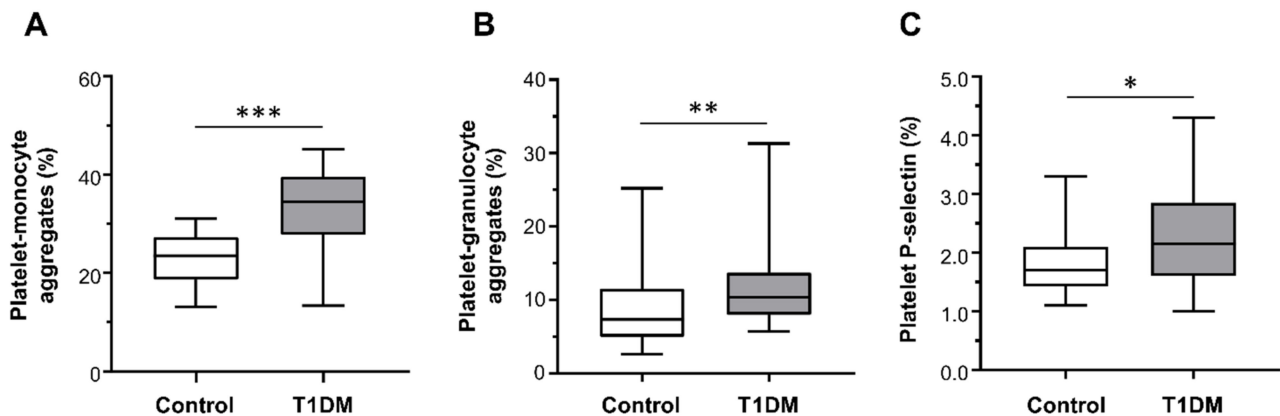 A
Platelet-monocyte
aggregates (%)
60
40
20
0
***
Control
T1DM
B
Platelet-granulocyte
aggregates (%)
40
30
20
10
0
**
Control
T1DM
C
Platelet P-selectin (%)
5.0
4.0
3.0
2.0
1.0
0.0
*
Control
T1DM